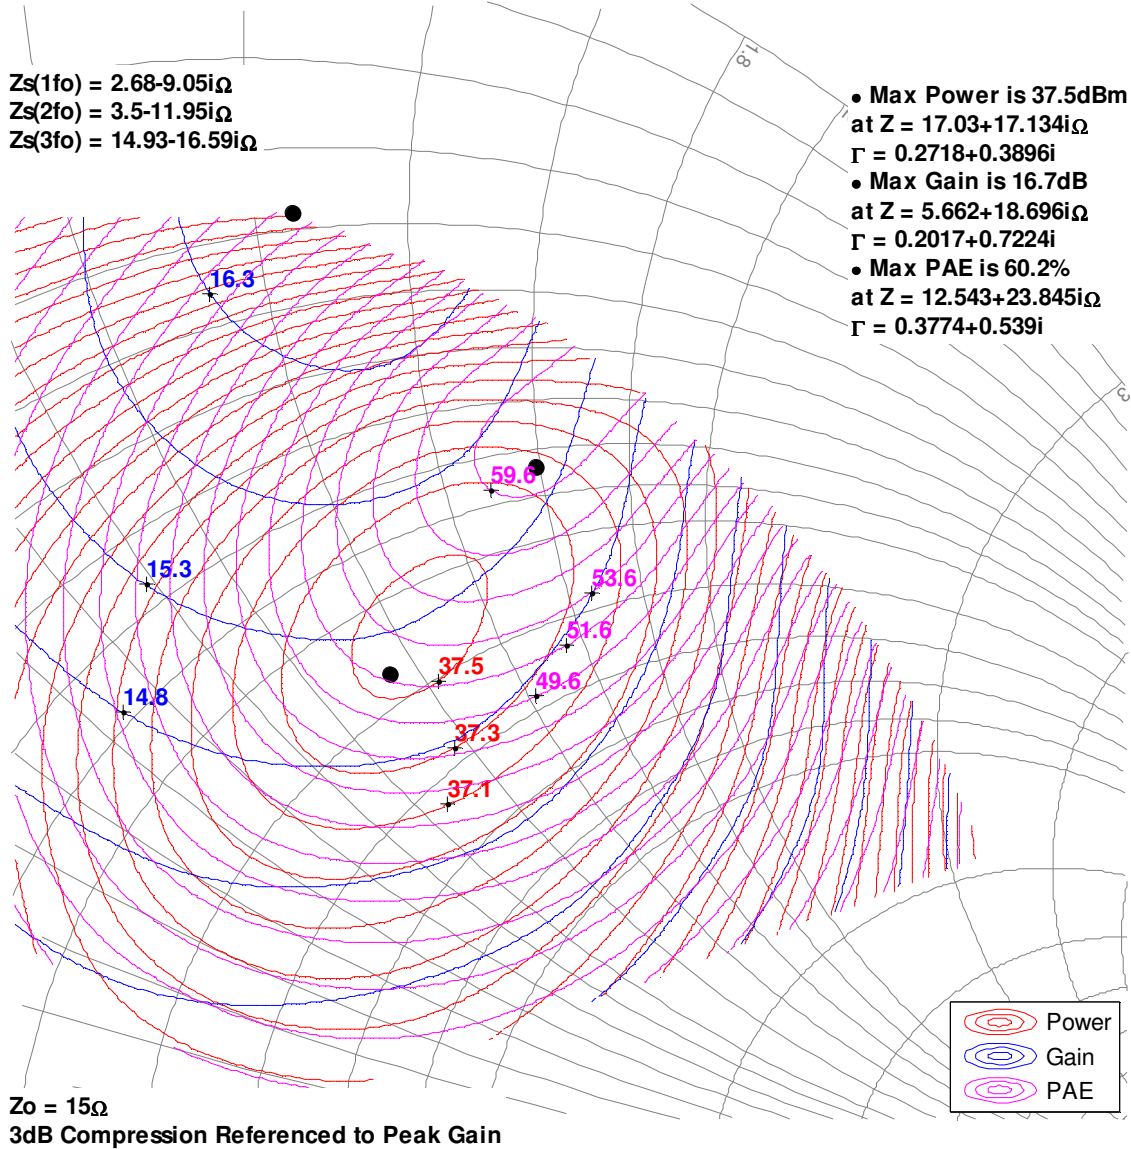 1.8
Zs(1fo) = 2.68-9.05iΩ
Zs(2fo) = 3.5-11.95iΩ
Zs(3fo) = 14.93-16.59iΩ
• Max Power is 37.5dBm
at Z = 17.03+17.134iΩ
Γ = 0.2718+0.3896i
• Max Gain is 16.7dB
at Z = 5.662+18.696iΩ
Γ = 0.2017+0.7224i
• Max PAE is 60.2%
at Z = 12.543+23.845iΩ
Γ = 0.3774+0.539i
16.3
3
59.6
15.3
53.6
51.6
37.5
49.6
14.8
37.3
37.1
Power
Gain
PAE
Zo = 15Ω
3dB Compression Referenced to Peak Gain